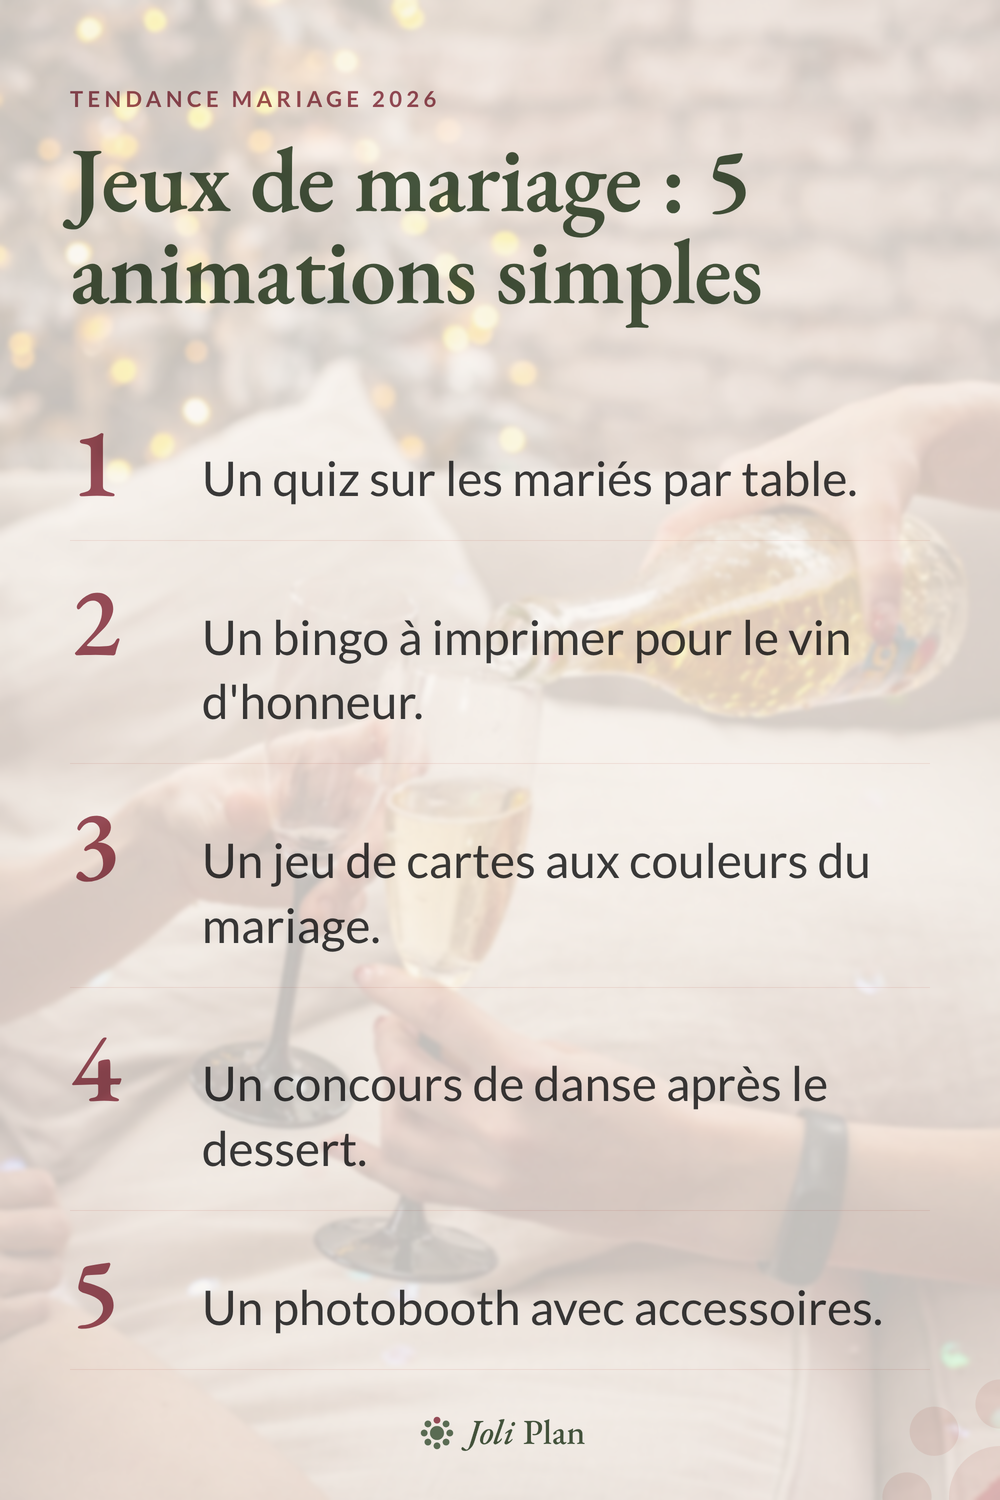 TENDANCE MARIAGE 2026
Jeux de mariage : 5
animations simples
1 Un quiz sur les mariés par table.
2 Un bingo à imprimer pour le vin
d'honneur.
3 Un jeu de cartes aux couleurs du
mariage.
4 Un concours de danse après le
dessert.
5 Un photobooth avec accessoires.
Joli Plan